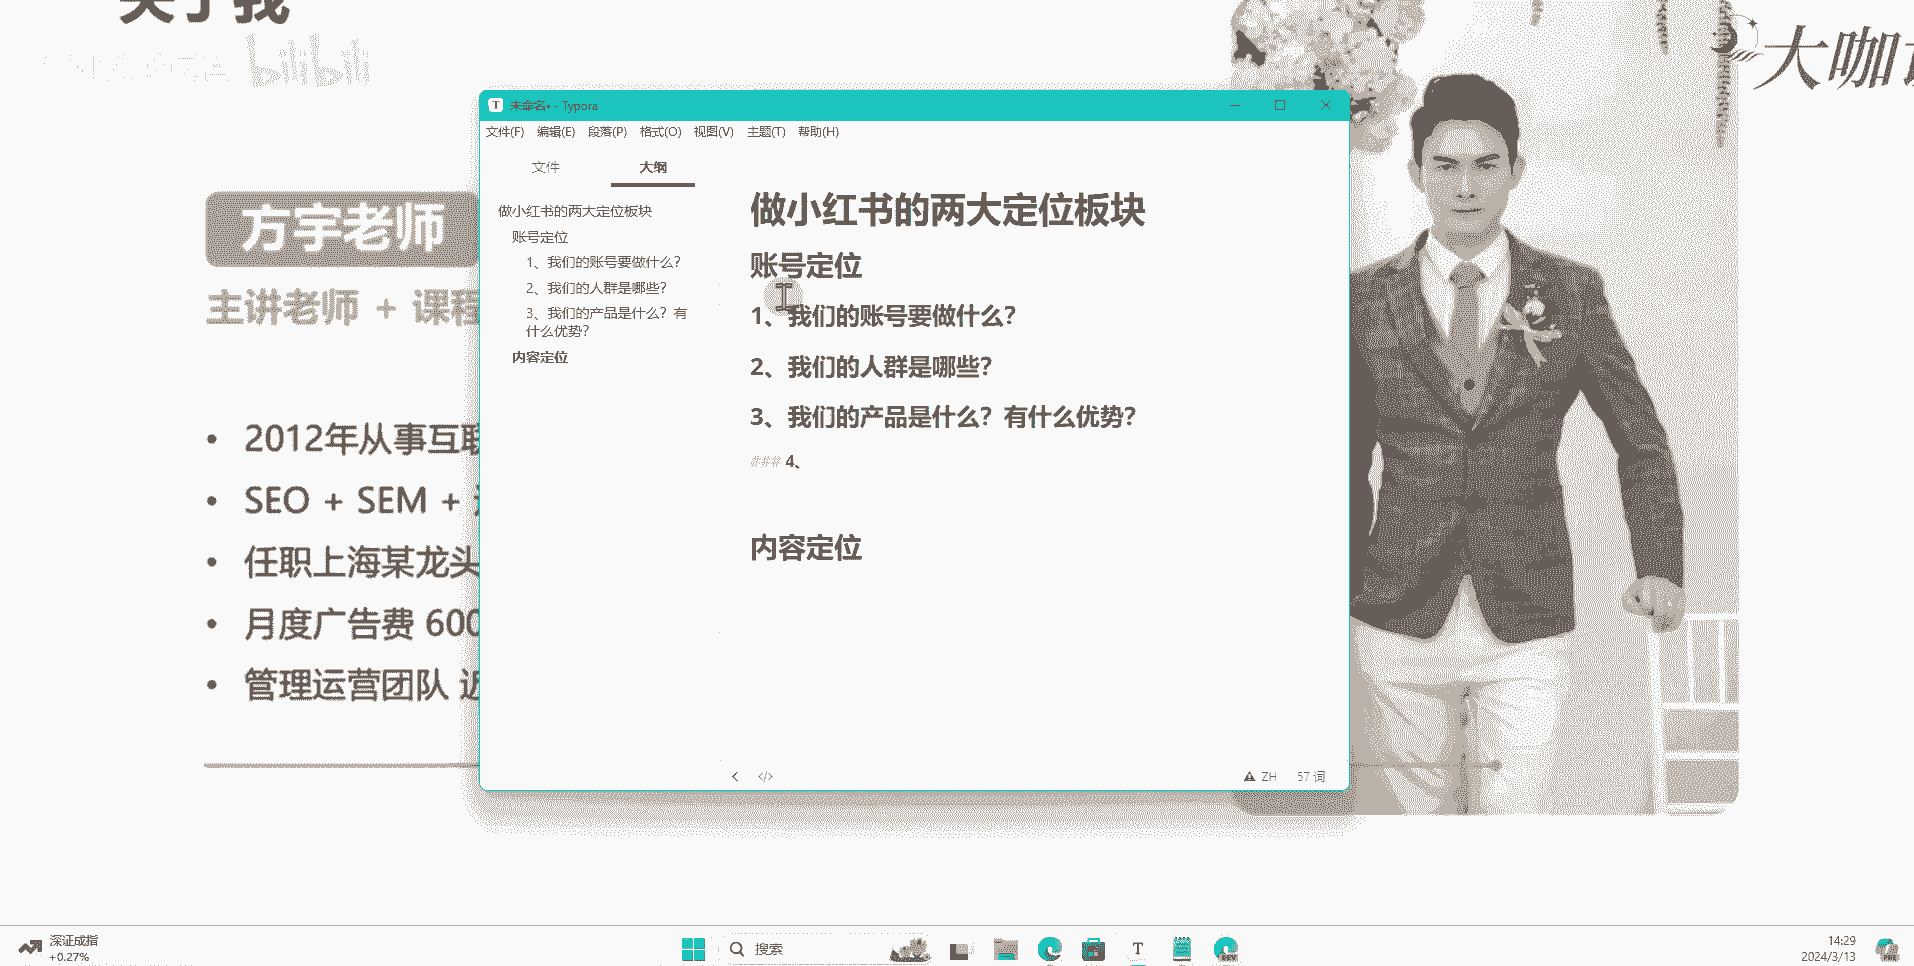 关于我
bilibili
大咖
方宇老师
主讲老师 + 课程
2012年从事互联
SEO + SEM +
任职上海某龙头
月度广告费 600
管理运营团队 近
未命名• - Typora
文件(F) 编辑(E) 段落(P) 格式(O) 视图(V) 主题(T) 帮助(H)
文件 大纲
做小红书的两大定位板块
账号定位
1、我们的账号要做什么?
2、我们的人群是哪些?
3、我们的产品是什么? 有
什么优势?
内容定位
做小红书的两大定位板块
账号定位
1、我们的账号要做什么?
2、我们的人群是哪些?
3、我们的产品是什么? 有什么优势?
### 4、
内容定位
</> ZH 57 词
深证成指
+0.27%
搜索
T
DEV
14:29
2024/3/13
PRE